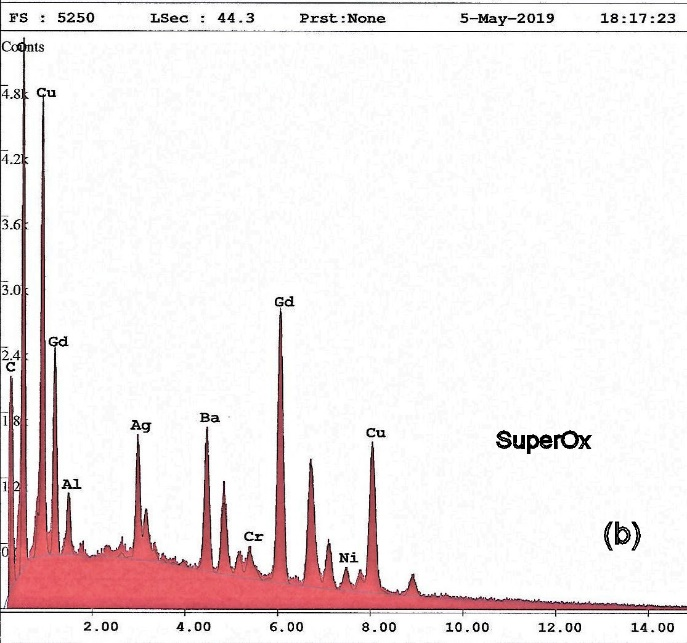 FS : 5250 LSec : 44.3 Prst:None 5-May-2019 18:17:23
Counts
O
4.8k
Cu
4.2k
3.6k
3.0k
Gd
Gd
2.4k
C
1.8k
Ag
Ba
Cu
SuperOx
Al
1.2k
Cr
(b)
Ni
2.00 4.00 6.00 8.00 10.00 12.00 14.00